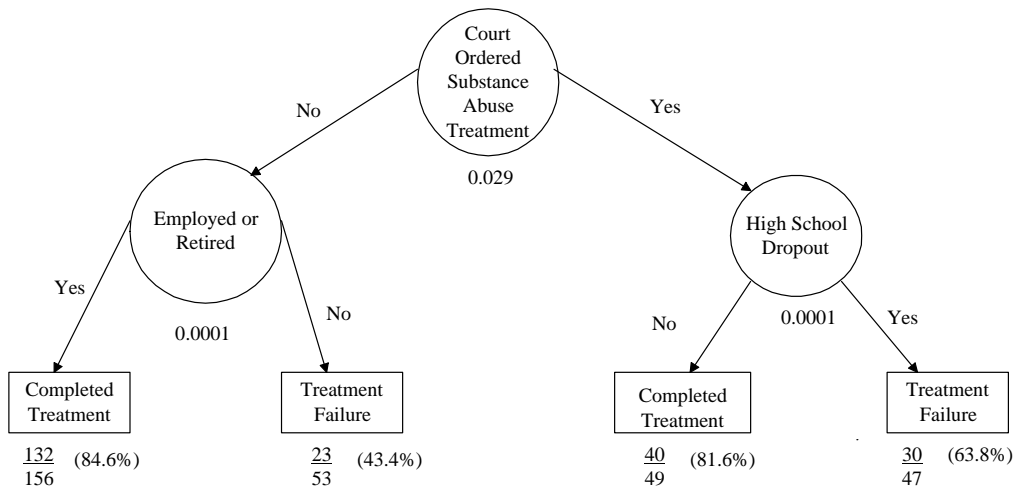 Court
Ordered
Substance
Abuse
Treatment
No
Yes
0.029
Employed or
Retired
High School
Dropout
Yes
No
No
Yes
0.0001
0.0001
Completed
Treatment
Treatment
Failure
Completed
Treatment
Treatment
Failure
132
156
(84.6%)
23
53
(43.4%)
40
49
(81.6%)
30
47
(63.8%)